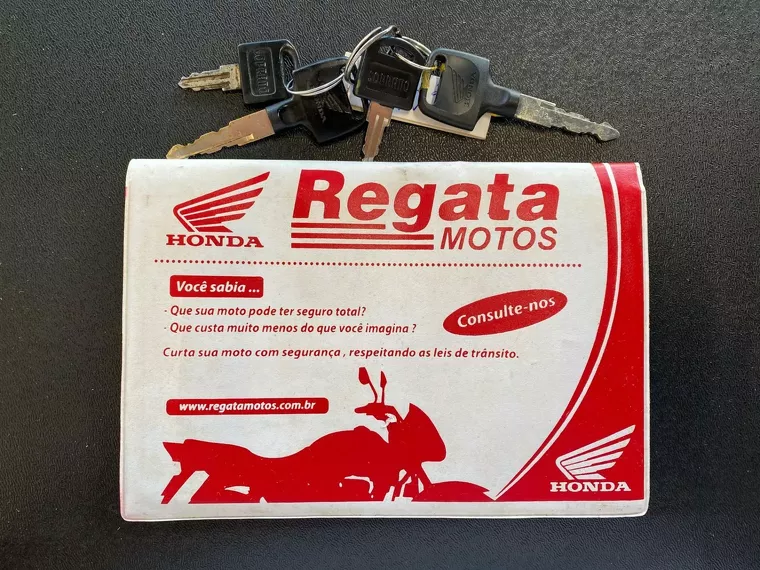 HONDA
Regata
MOTOS
Você sabia ...
- Que sua moto pode ter seguro total?
- Que custa muito menos do que você imagina ?
Consulte-nos
Curta sua moto com segurança , respeitando as leis de trânsito.
www.regatamotos.com.br
HONDA